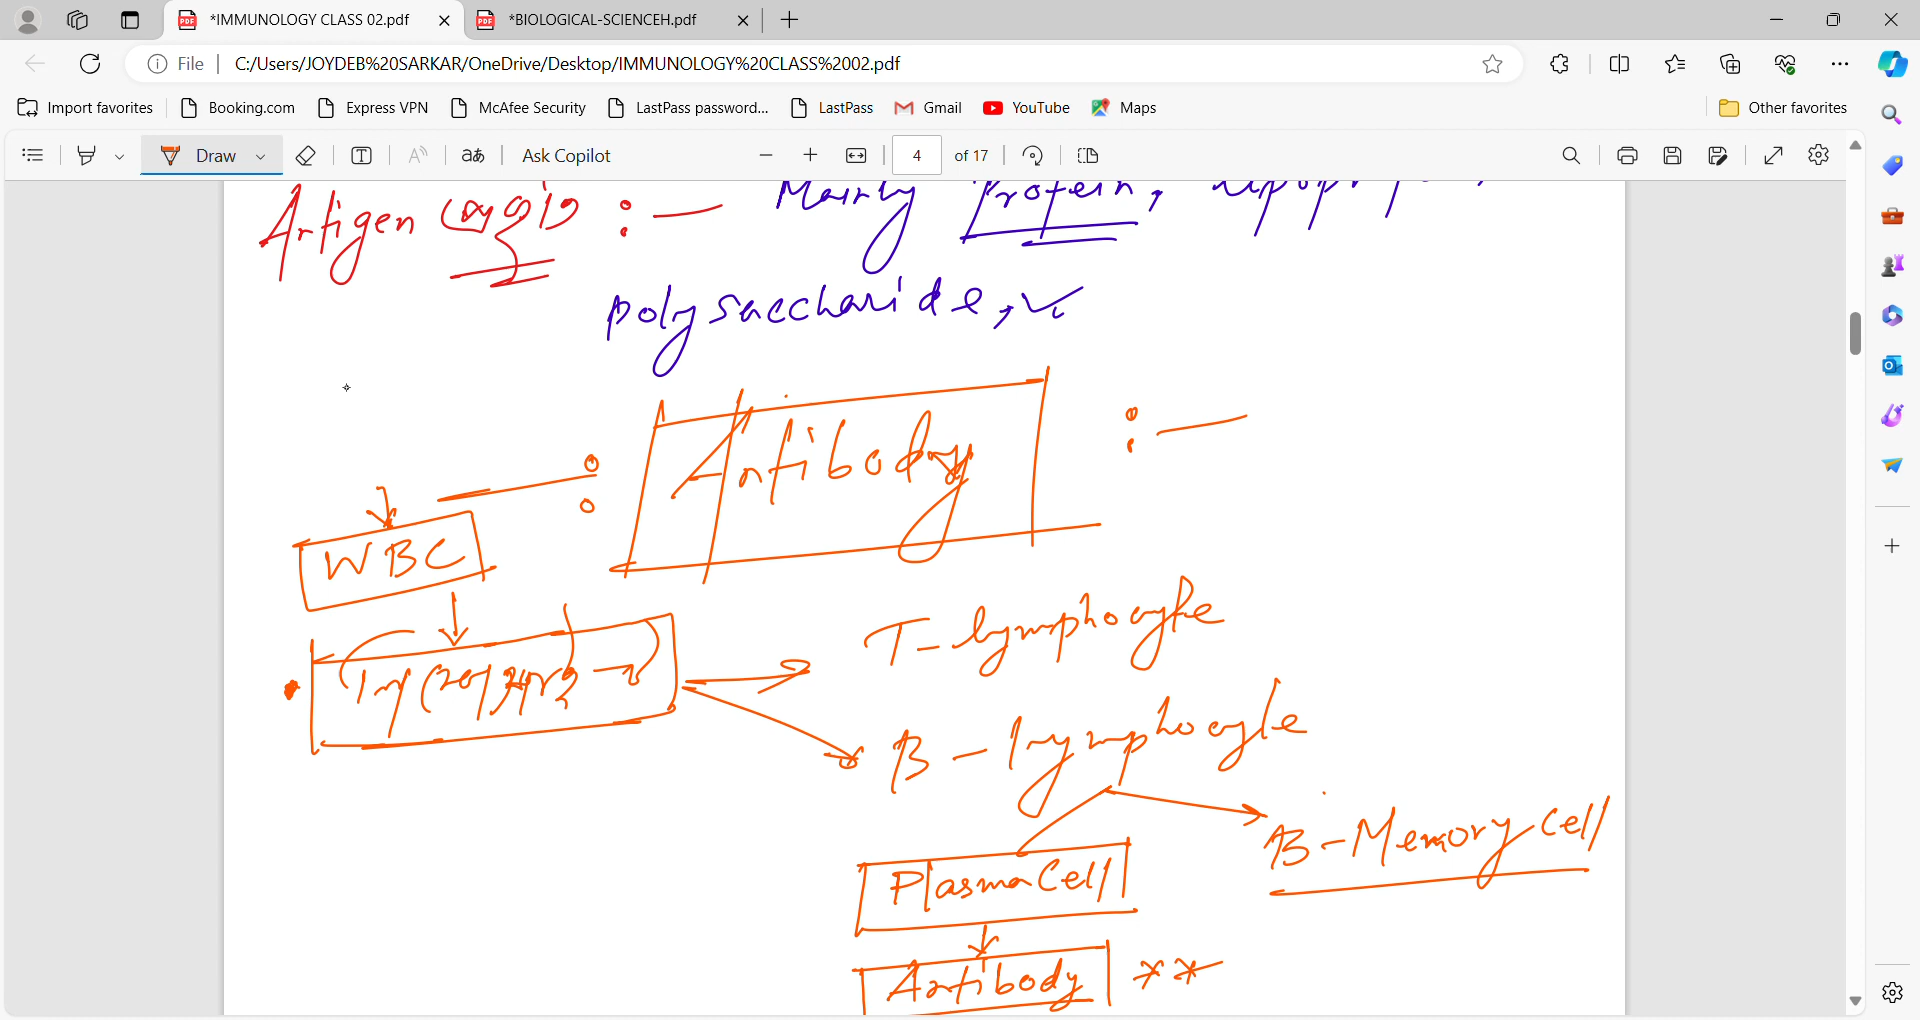 *IMMUNOLOGY CLASS 02.pdf
*BIOLOGICAL-SCIENCEH.pdf
File
C:/Users/JOYDEB%20SARKAR/OneDrive/Desktop/IMMUNOLOGY%20CLASS%2002.pdf
Import favorites
Booking.com
Express VPN
McAfee Security
LastPass password...
LastPass
Gmail
YouTube
Maps
Other favorites
Draw
Ask Copilot
4 of 17
Antigen :— Mainly Protein,
polysaccharide,
Antibody :—
WBC
T-lymphocyte
B-lymphocyte
B-Memory Cell
Plasma Cell
Antibody **